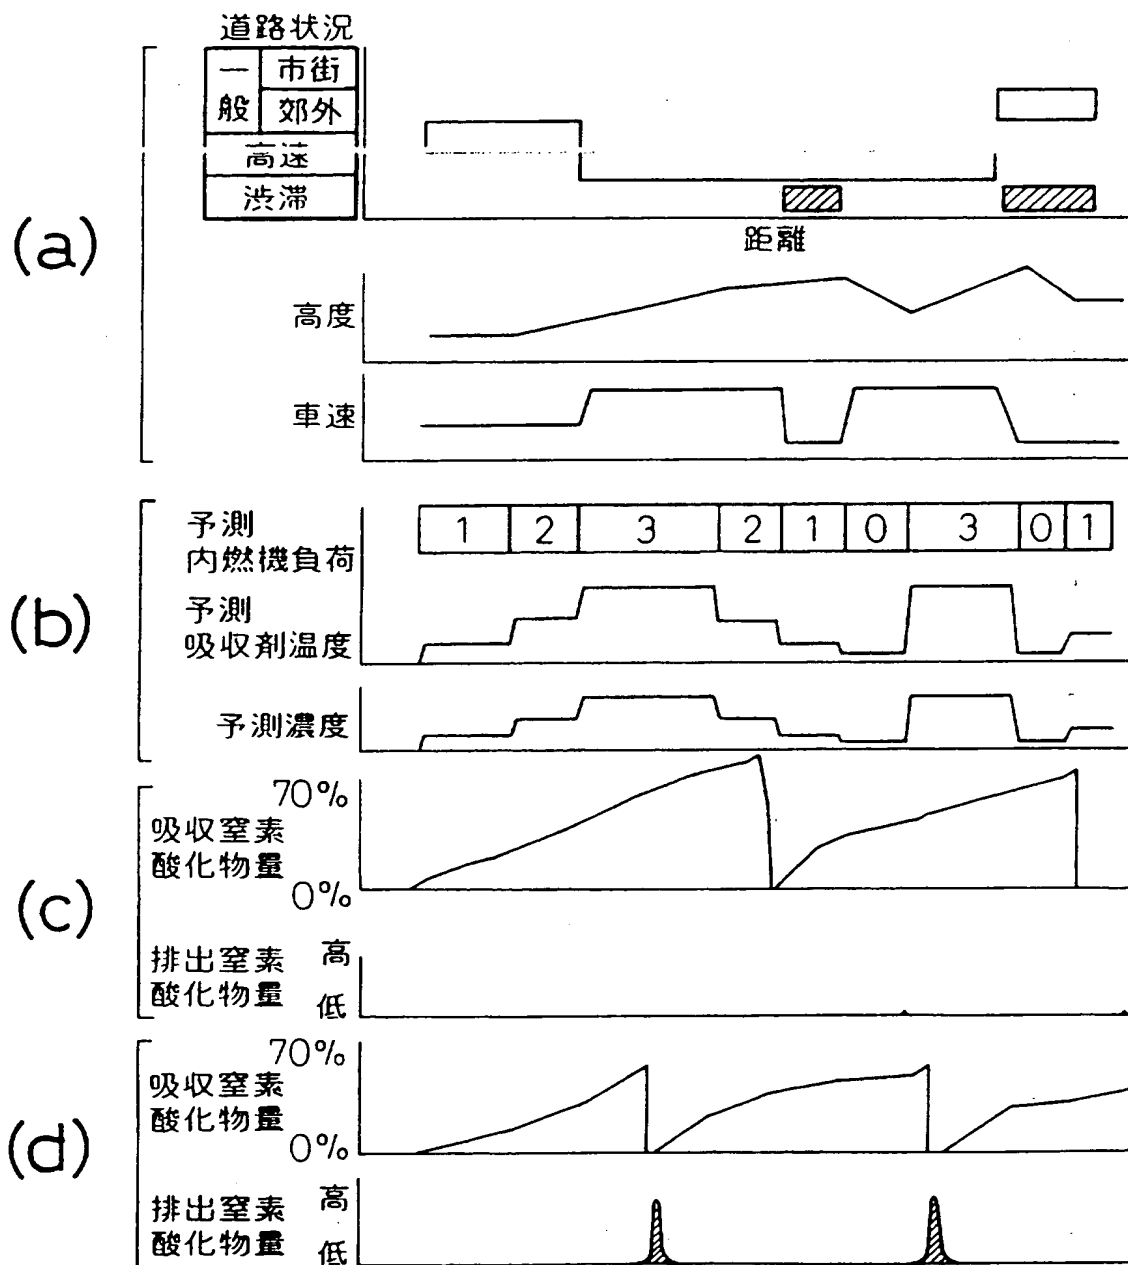 道路状況
一般
市街
郊外
高速
渋滞
(a)
距離
高度
車速
(b)
予測
内燃機負荷
1 2 3 2 1 0 3 0 1
予測
吸収剤温度
予測濃度
(c)
70%
吸収窒素
酸化物量
0%
排出窒素 高
酸化物量 低
(d)
70%
吸収窒素
酸化物量
0%
排出窒素 高
酸化物量 低